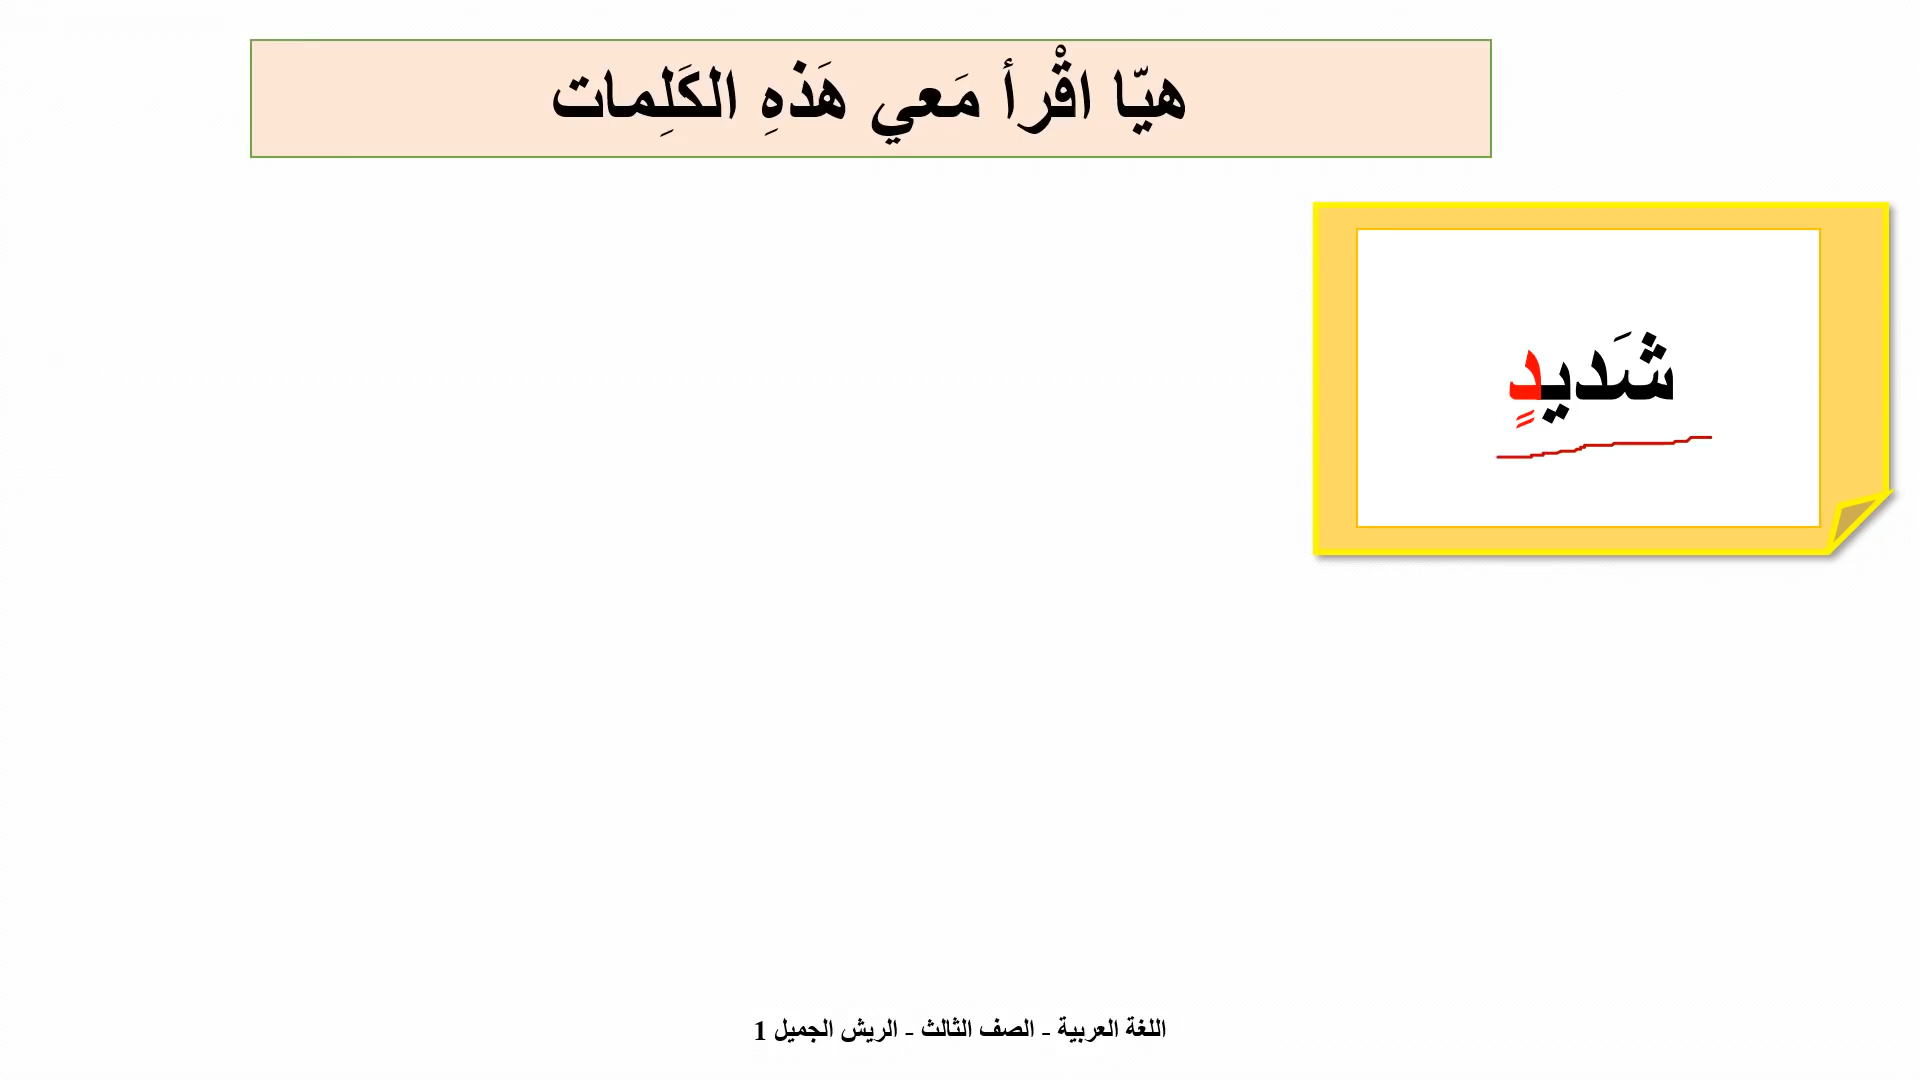 هيّا اقْرأ مَعي هَذهِ الكَلِمات
شَديدٍ
اللغة العربية - الصف الثالث - الريش الجميل 1